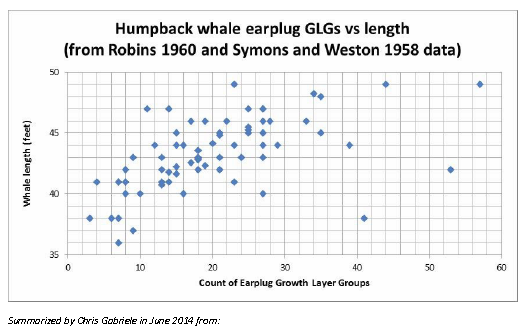 Humpback whale earplug GLGs vs length
(from Robins 1960 and Symons and Weston 1958 data)
50
45
40
35
Whale length (feet)
0 10 20 30 40 50 60
Count of Earplug Growth Layer Groups
Summarized by Chris Gabriele in June 2014 from: